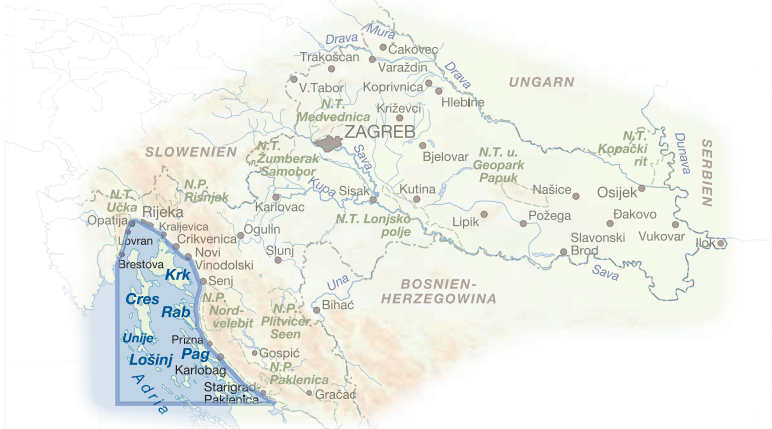 Drava
Mura
Čakovec
Trakošćan
Varaždin
Drava
UNGARN
V.Tabor
Koprivnica
Hlebine
N.T.
Medvednica
Križevci
ZAGREB
N.T.
Kopački
rit
Dunava
SERBIEN
SLOWENIEN
N.T.
Žumberak
Samobor
Sava
Bjelovar
N.T. u.
Geopark
Papuk
N.P.
Risnjak
Kupa
Sisak
Kutina
Našice
Osijek
N.T.
Učka
Opatija
Rijeka
Karlovac
N.T. Lonjsko
polje
Lipik
Požega
Đakovo
Kraljevica
Lovran
Crikvenica
Ogulin
Slavonski
Brod
Vukovar
Ilok
Brestova
Novi
Vinodolski
Slunj
Sava
Krk
Senj
Una
BOSNIEN-
HERZEGOWINA
Cres
Rab
N.P.
Nord-
velebit
N.P.
Plitvicer
Seen
Bihać
Unije
Prizna
Lošinj
Pag
Gospić
Karlobag
N.P.
Paklenica
Adria
Starigrad-
Paklenica
Gračac